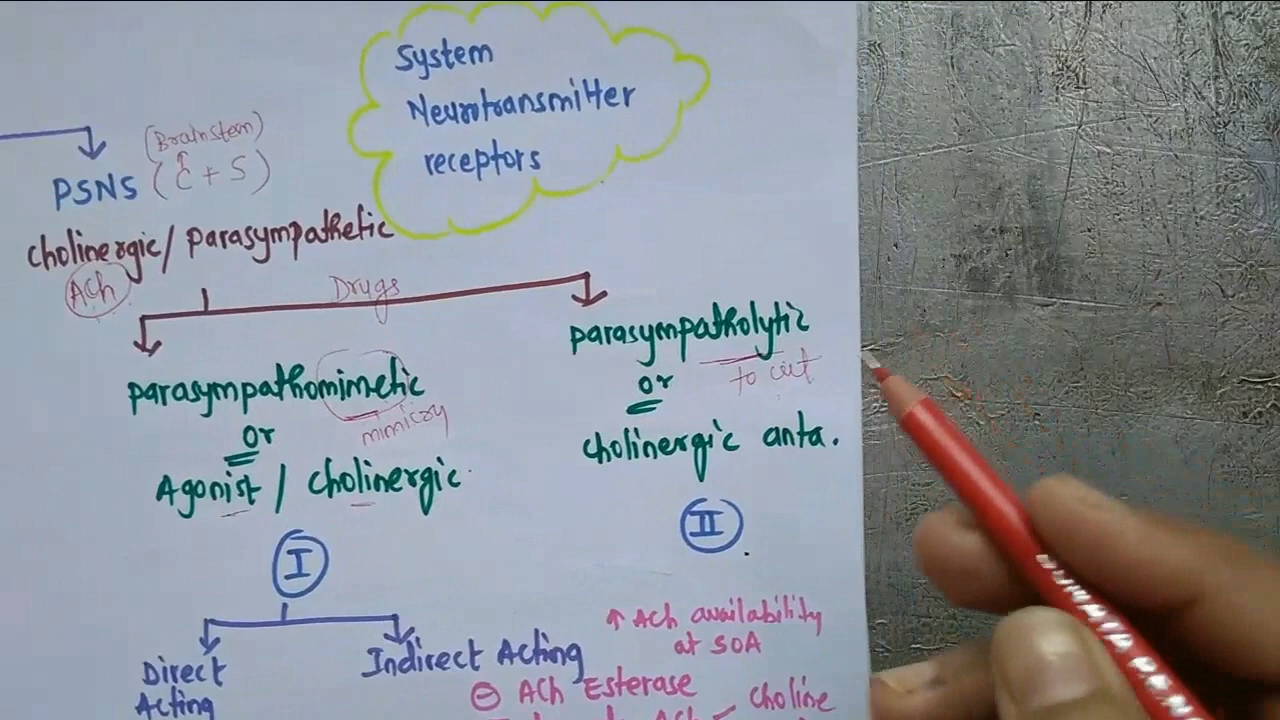 System
Neurotransmitter
receptors
(Brainstem)
PSNS (C + S)
cholinergic/parasympathetic
ACh
Drugs
parasympathomimetic
mimicry
or
Agonist / cholinergic
I
Direct
Acting
Indirect Acting
parasympatholytic
to cut
or
cholinergic anta.
II
↑ ACh availability
at SOA
⊖ ACh Esterase
ACh
choline